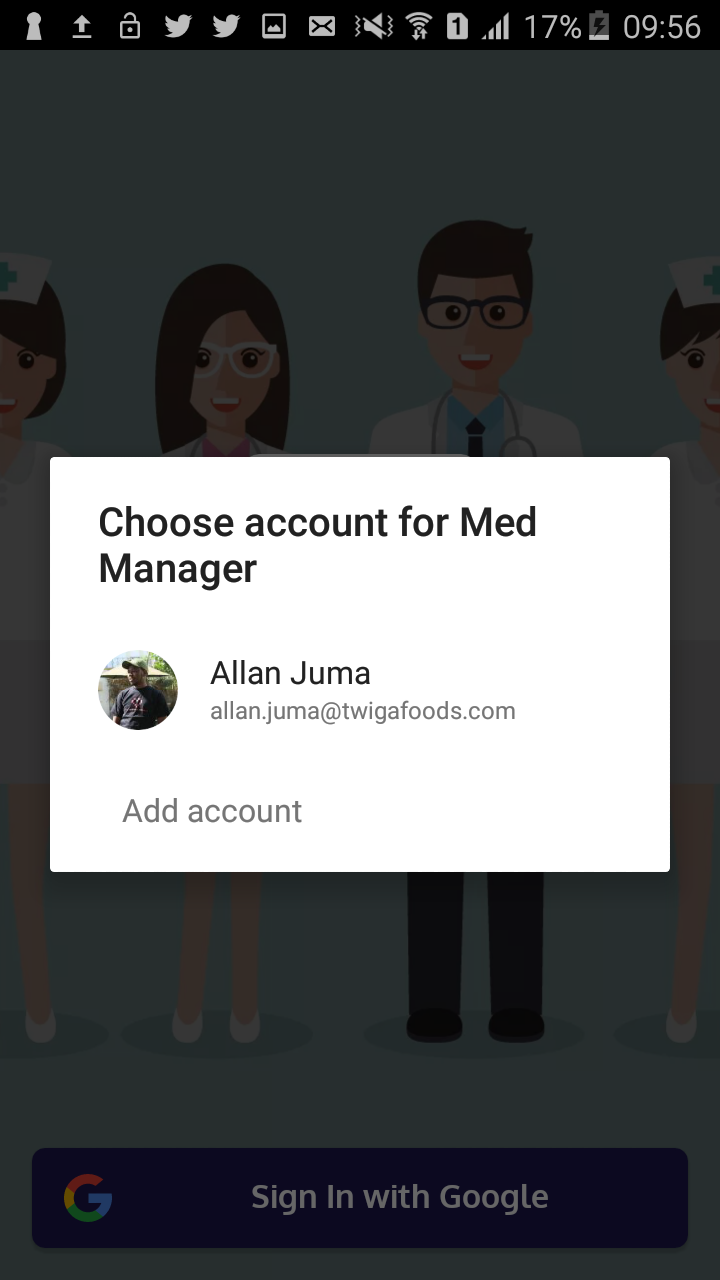 1 17% 09:56
Choose account for Med
Manager
Allan Juma
allan.juma@twigafoods.com
Add account
Sign In with Google